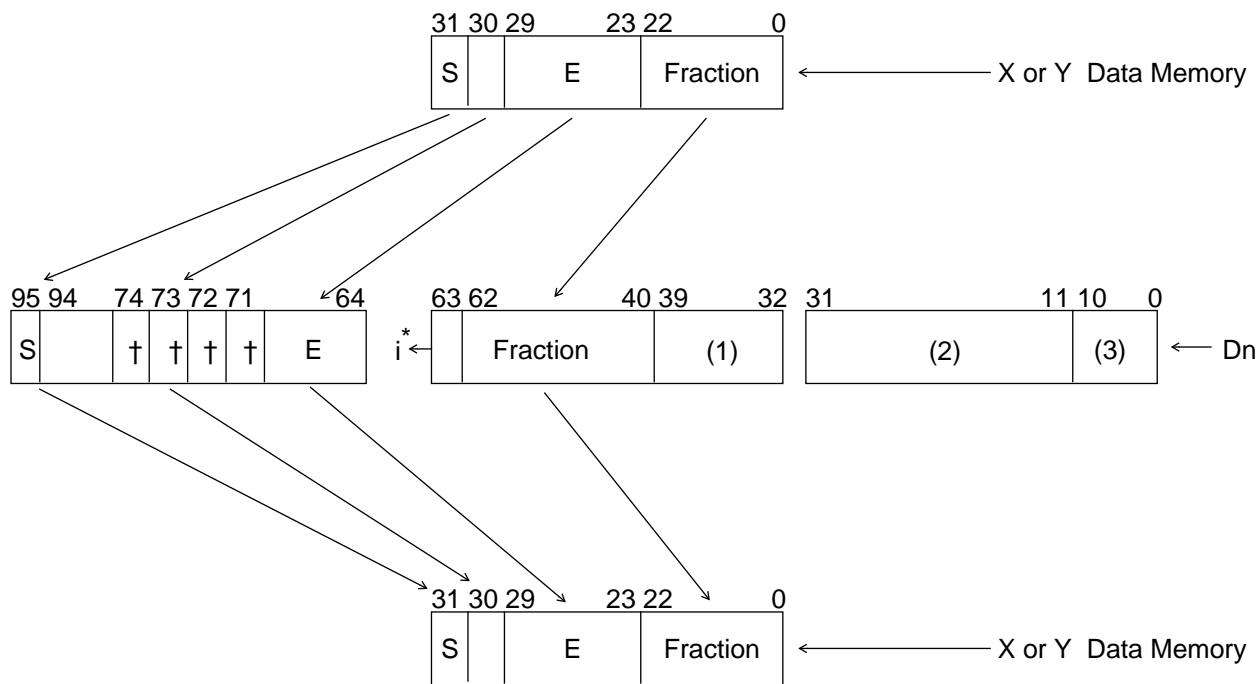 31 30 29 23 22 0
S E Fraction X or Y Data Memory
95 94 74 73 72 71 64 63 62 40 39 32 31 11 10 0
S † † † † E i* Fraction (1) (2) (3) Dn
31 30 29 23 22 0
S E Fraction X or Y Data Memory